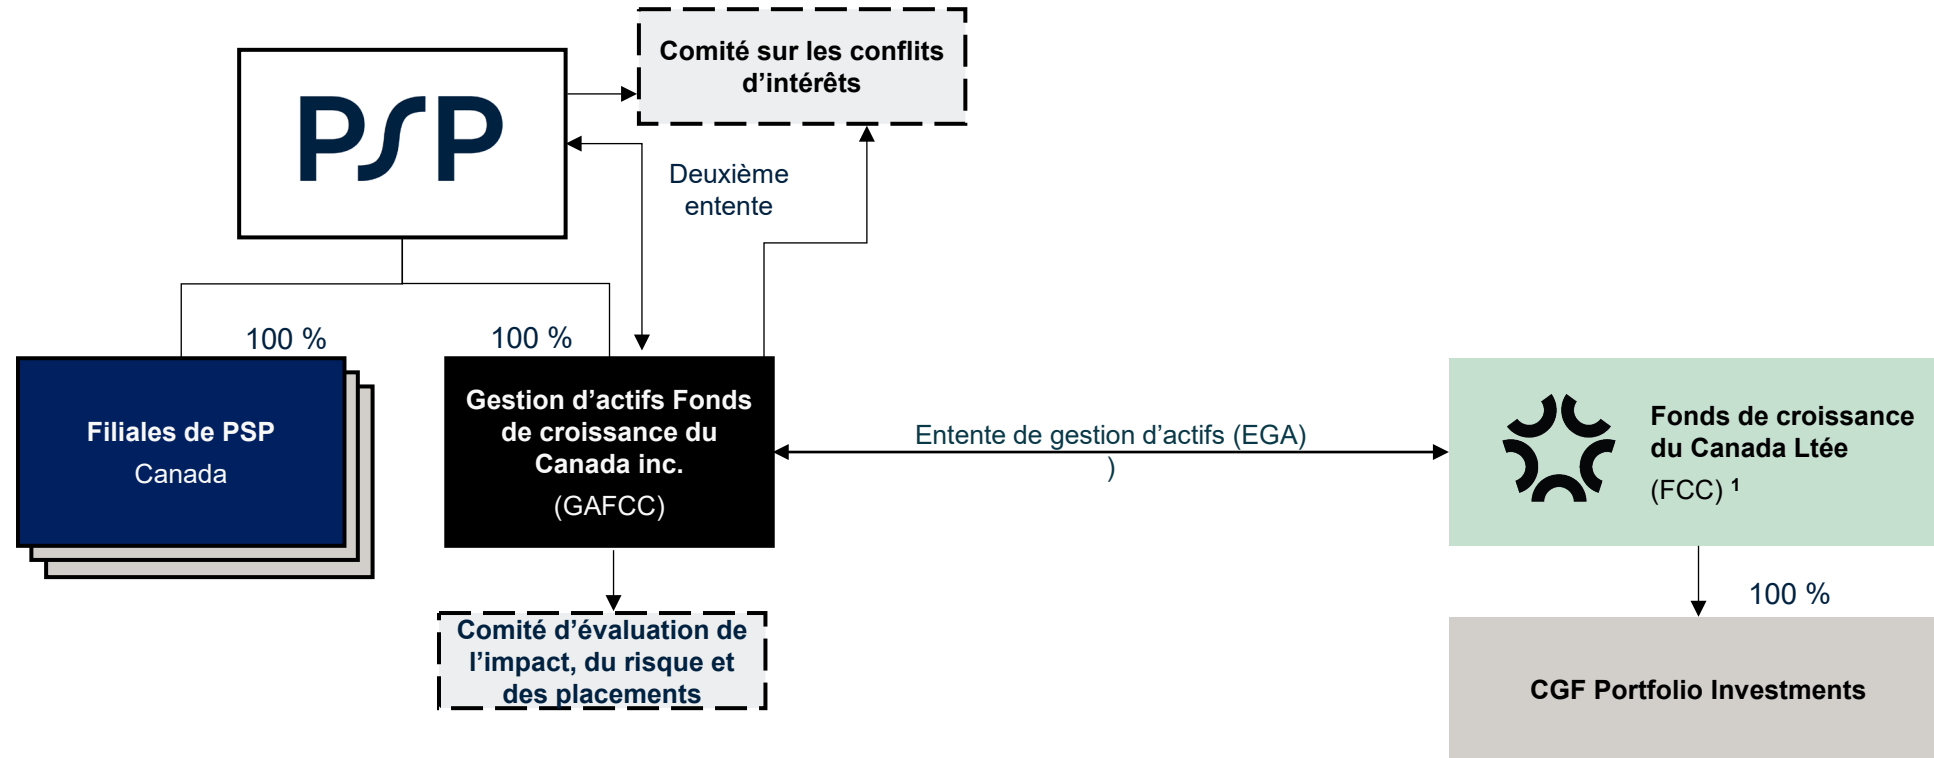 Comité sur les conflits
d’intérêts
PSP
Deuxième
entente
100 %
100 %
Filiales de PSP
Canada
Gestion d’actifs Fonds
de croissance du
Canada inc.
(GAFCC)
Entente de gestion d’actifs (EGA)
)
Fonds de croissance
du Canada Ltée
(FCC) ¹
100 %
Comité d’évaluation de
l’impact, du risque et
des placements
CGF Portfolio Investments